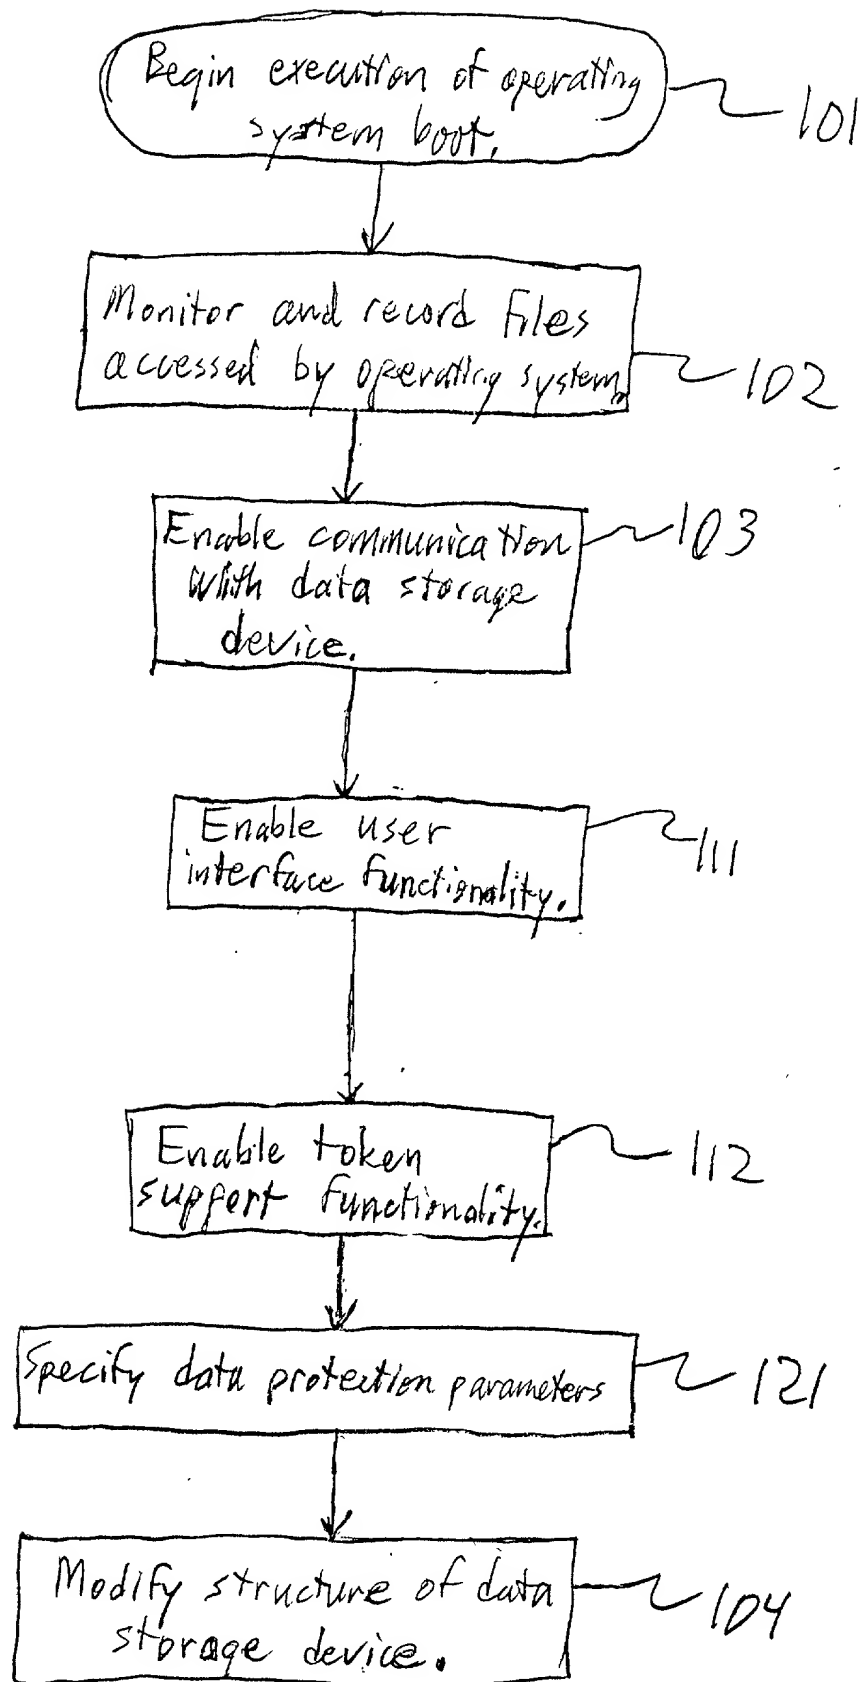 Begin execution of operating
system boot.
101
Monitor and record files
accessed by operating system.
102
Enable communication
with data storage
device.
103
Enable user
interface functionality.
111
Enable token
support functionality.
112
Specify data protection parameters
121
Modify structure of data
storage device.
104